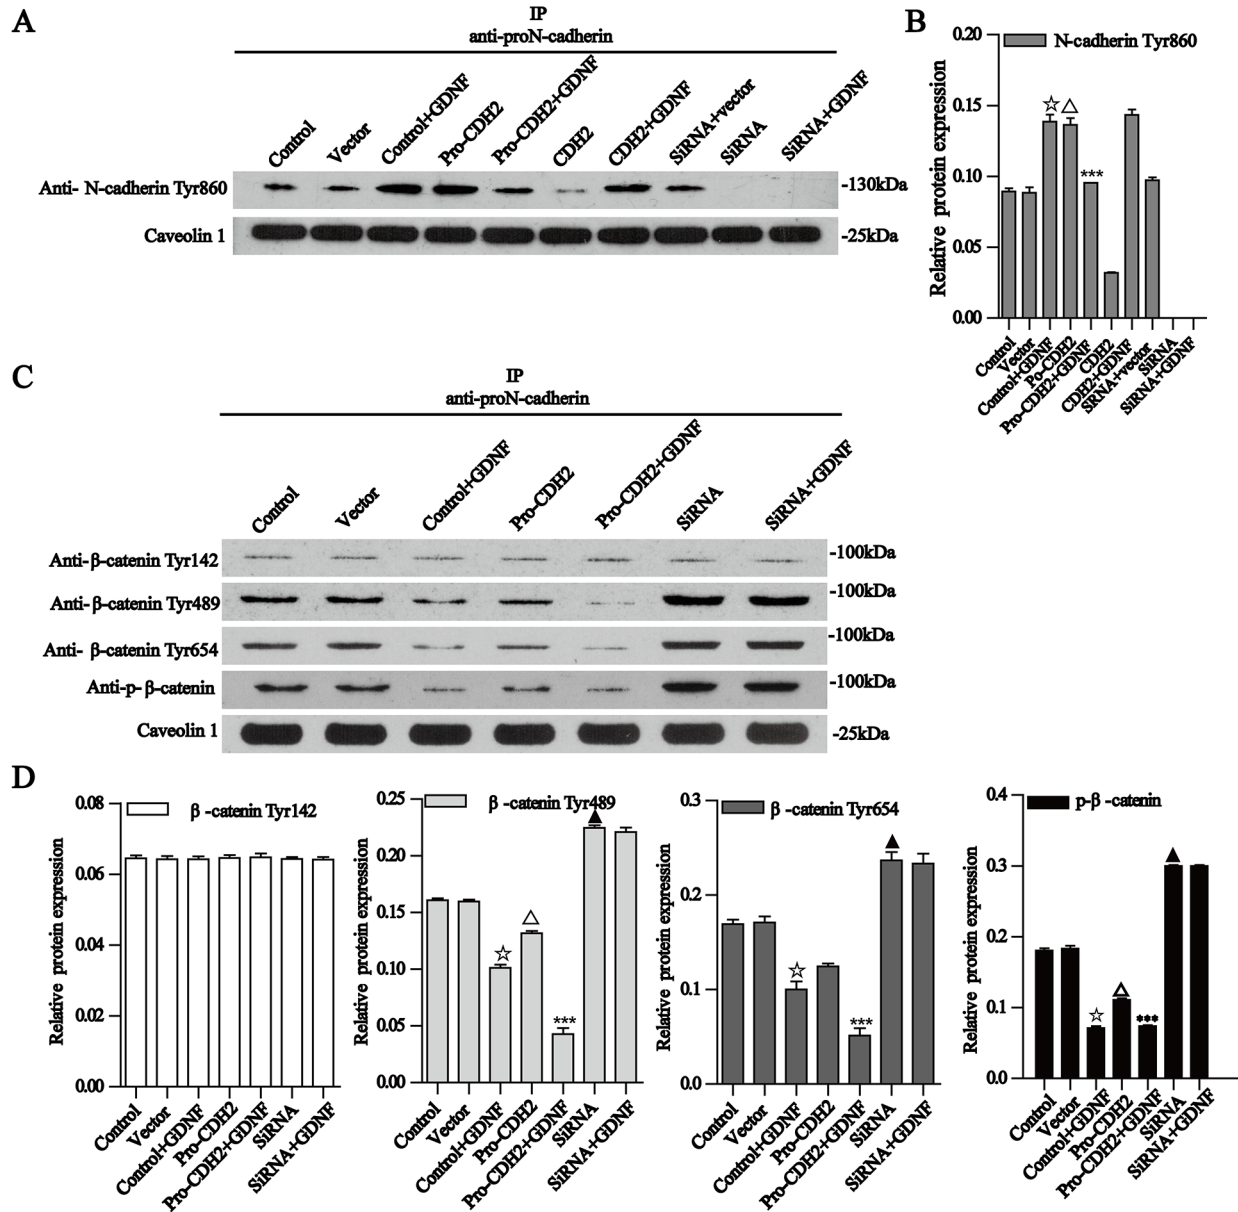 A
IP
anti-proN-cadherin
Control
Vector
Control+GDNF
Pro-CDH2
Pro-CDH2+GDNF
CDH2
CDH2+GDNF
SiRNA+vector
SiRNA
SiRNA+GDNF
Anti- N-cadherin Tyr860
-130kDa
Caveolin 1
-25kDa
B
N-cadherin Tyr860
Relative protein expression
0.20
0.15
0.10
0.05
0.00
☆
△
***
Control
Vector
Control+GDNF
Po-CDH2
Pro-CDH2+GDNF
CDH2
CDH2+GDNF
SRNA+vector
SiRNA
SiRNA+GDNF
C
IP
anti-proN-cadherin
Control
Vector
Control+GDNF
Pro-CDH2
Pro-CDH2+GDNF
SiRNA
SiRNA+GDNF
Anti-β-catenin Tyr142
-100kDa
Anti-β-catenin Tyr489
-100kDa
Anti- β-catenin Tyr654
-100kDa
Anti-p-β-catenin
-100kDa
Caveolin 1
-25kDa
D
β -catenin Tyr142
Relative protein expression
0.08
0.06
0.04
0.02
0.00
Control
Vector
Control+GDNF
Pro-CDH2
Pro-CDH2+GDNF
SiRNA
SiRNA+GDNF
β -catenin Tyr489
Relative protein expression
0.25
0.20
0.15
0.10
0.05
0.00
☆
△
***
▲
Control
Vector
Control+GDNF
Pro-CDH2
Pro-CDH2+GDNF
SiRNA
SiRNA+GDNF
β -catenin Tyr654
Relative protein expression
0.3
0.2
0.1
0.0
☆
***
▲
Control
Vector
Control+GDNF
Pro-CDH2
Pro-CDH2+GDNF
SiRNA
SiRNA+GDNF
p-β -catenin
Relative protein expression
0.4
0.3
0.2
0.1
0.0
☆
△
***
▲
Control
Vector
Control+GDNF
Pro-CDH2
Pro-CDH2+GDNF
SiRNA
SiRNA+GDNF